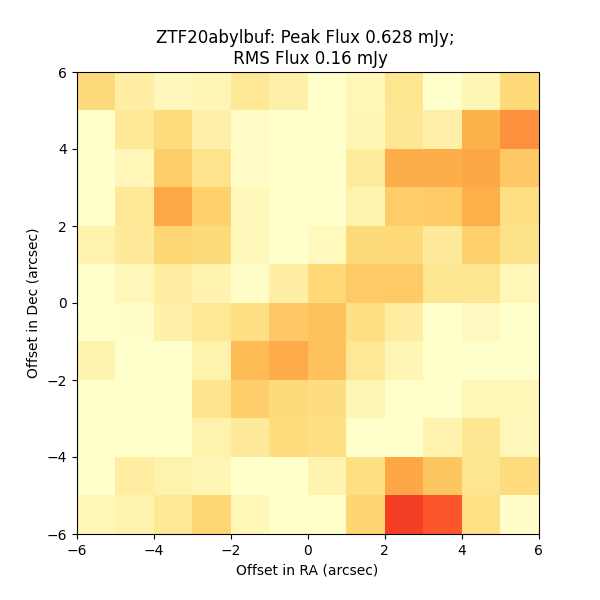 ZTF20abylbuf: Peak Flux 0.628 mJy;
RMS Flux 0.16 mJy
6
4
2
0
−2
−4
−6
Offset in Dec (arcsec)
−6 −4 −2 0 2 4 6
Offset in RA (arcsec)